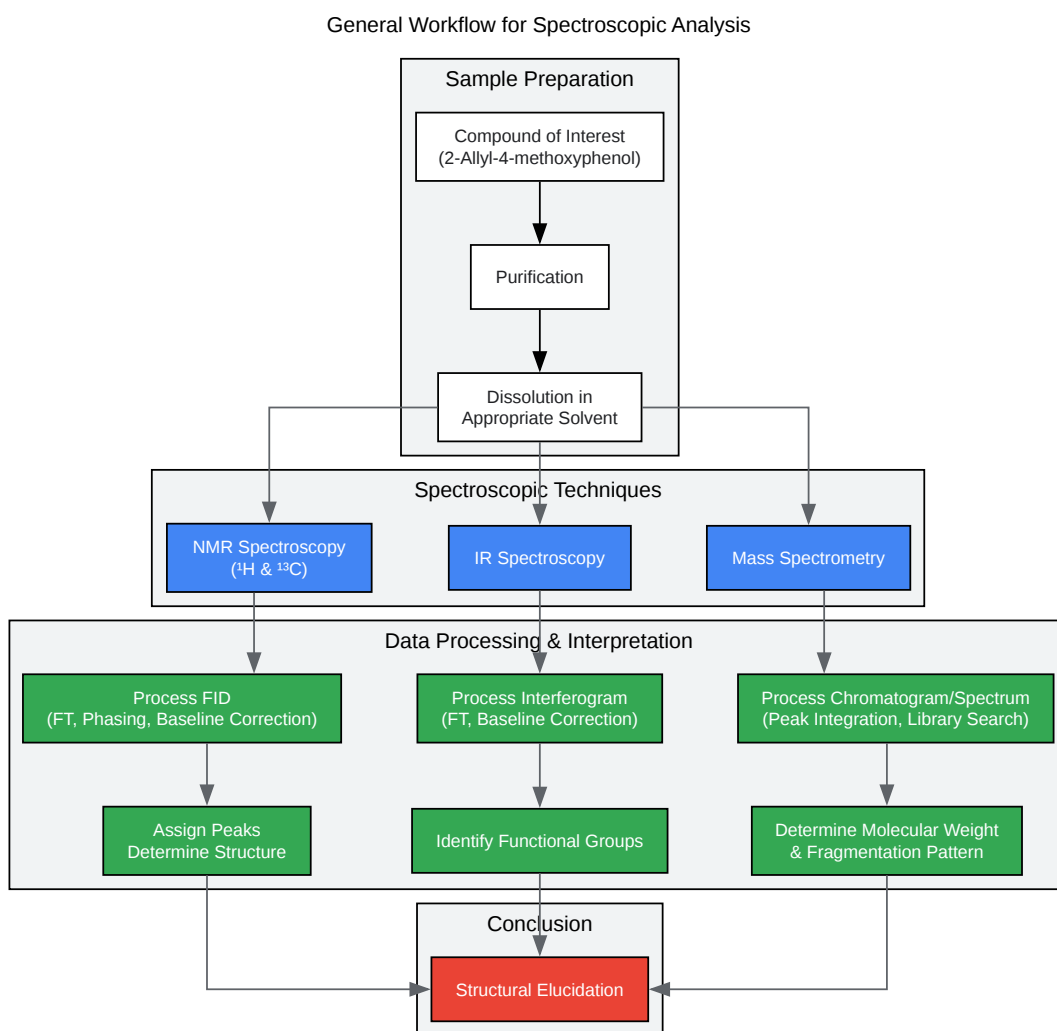 General Workflow for Spectroscopic Analysis
Sample Preparation
Compound of Interest
(2-Allyl-4-methoxyphenol)
Purification
Dissolution in
Appropriate Solvent
Spectroscopic Techniques
NMR Spectroscopy
(¹H & ¹³C)
IR Spectroscopy
Mass Spectrometry
Data Processing & Interpretation
Process FID
(FT, Phasing, Baseline Correction)
Process Interferogram
(FT, Baseline Correction)
Process Chromatogram/Spectrum
(Peak Integration, Library Search)
Assign Peaks
Determine Structure
Identify Functional Groups
Determine Molecular Weight
& Fragmentation Pattern
Conclusion
Structural Elucidation